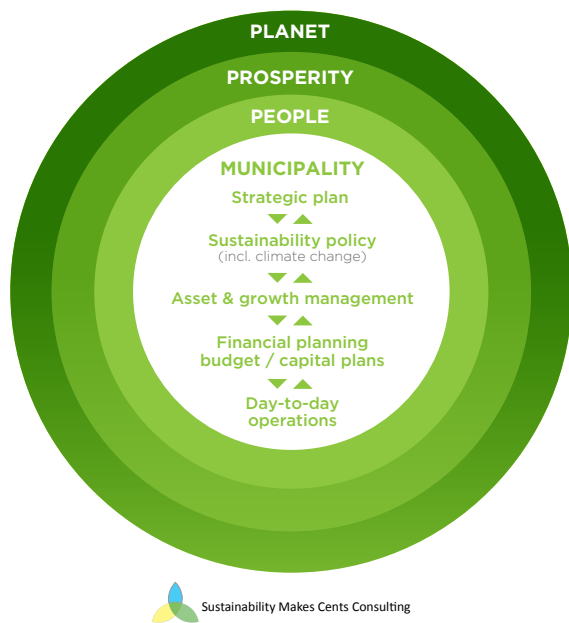 PLANET
PROSPERITY
PEOPLE
MUNICIPALITY
Strategic plan
Sustainability policy
(incl. climate change)
Asset & growth management
Financial planning
budget / capital plans
Day-to-day
operations
Sustainability Makes Cents Consulting